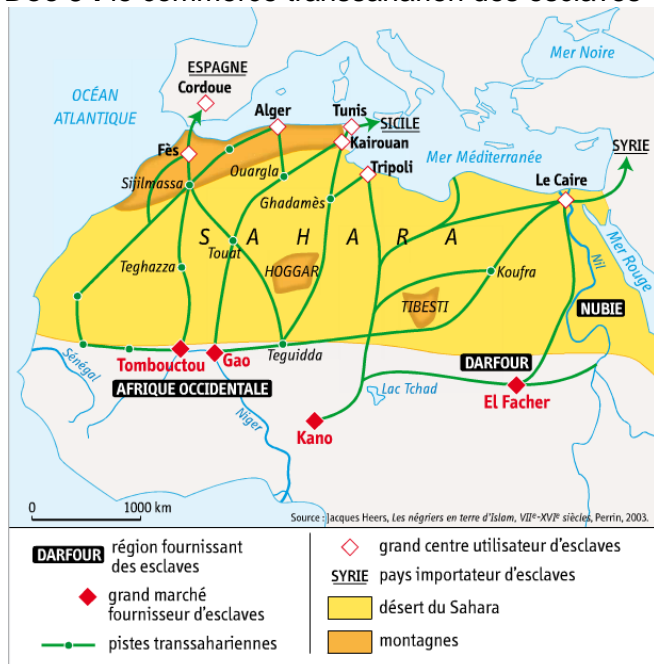 Doc 3 : le commerce transsaharien des esclaves
Mer Noire
ESPAGNE
Cordoue
OCÉAN
ATLANTIQUE
Alger
Tunis
SICILE
Kairouan
SYRIE
Fès
Tripoli
Mer Méditerranée
Sijilmassa
Ouargla
Le Caire
Ghadamès
SAHARA
Mer Rouge
Touat
Teghazza
HOGGAR
Koufra
Nil
TIBESTI
NUBIE
Sénégal
Tombouctou
Gao
Teguidda
DARFOUR
AFRIQUE OCCIDENTALE
El Facher
Lac Tchad
Niger
Kano
0 1000 km
Source : Jacques Heers, Les négriers en terre d'Islam, VIIe-XVIe siècles, Perrin, 2003.
DARFOUR région fournissant
des esclaves
grand marché
fournisseur d'esclaves
pistes transsahariennes
grand centre utilisateur d'esclaves
SYRIE pays importateur d'esclaves
désert du Sahara
montagnes